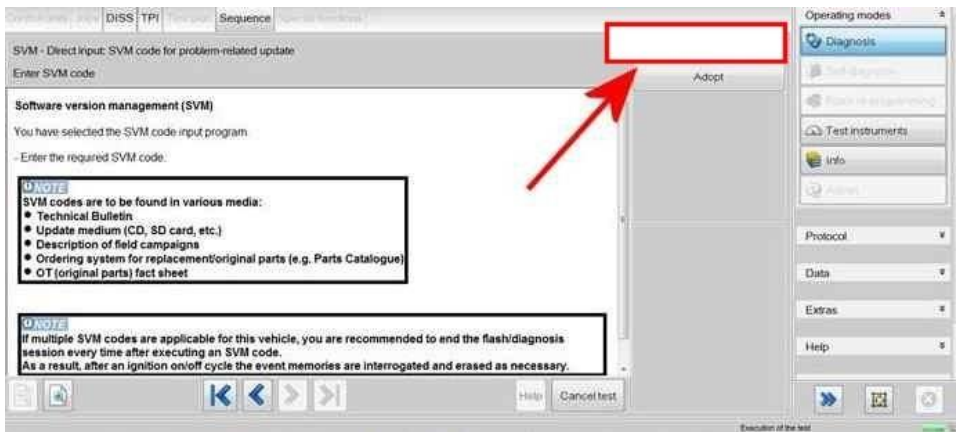 DISS TPI Sequence
SVM - Direct input: SVM code for problem-related update
Enter SVM code
Adopt
Software version management (SVM)
You have selected the SVM code input program.
- Enter the required SVM code.
NOTE
SVM codes are to be found in various media:
● Technical Bulletin
● Update medium (CD, SD card, etc.)
● Description of field campaigns
● Ordering system for replacement/original parts (e.g. Parts Catalogue)
● OT (original parts) fact sheet
NOTE
If multiple SVM codes are applicable for this vehicle, you are recommended to end the flash/diagnosis
session every time after executing an SVM code.
As a result, after an ignition on/off cycle the event memories are interrogated and erased as necessary.
Help Cancel test
Operating modes
Diagnosis
Test instruments
Info
Admin
Protocol
Data
Extras
Help
Execution of the test